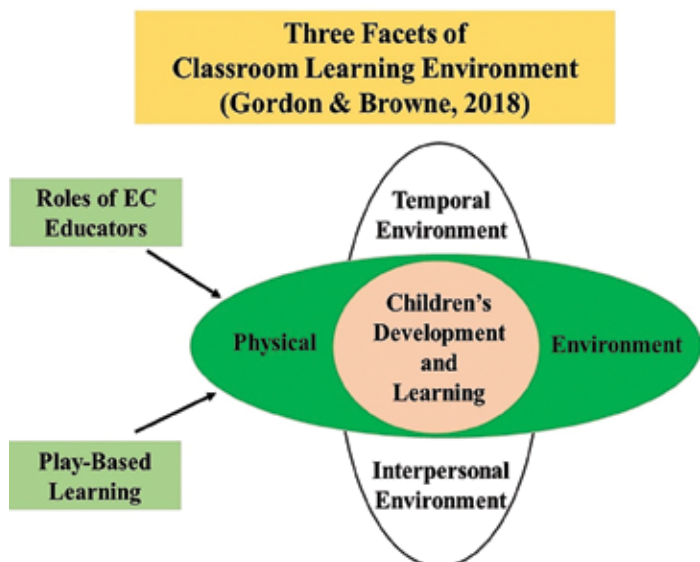 Three Facets of
Classroom Learning Environment
(Gordon & Browne, 2018)
Roles of EC
Educators
Temporal
Environment
Physical
Children's
Development
and
Learning
Environment
Play-Based
Learning
Interpersonal
Environment